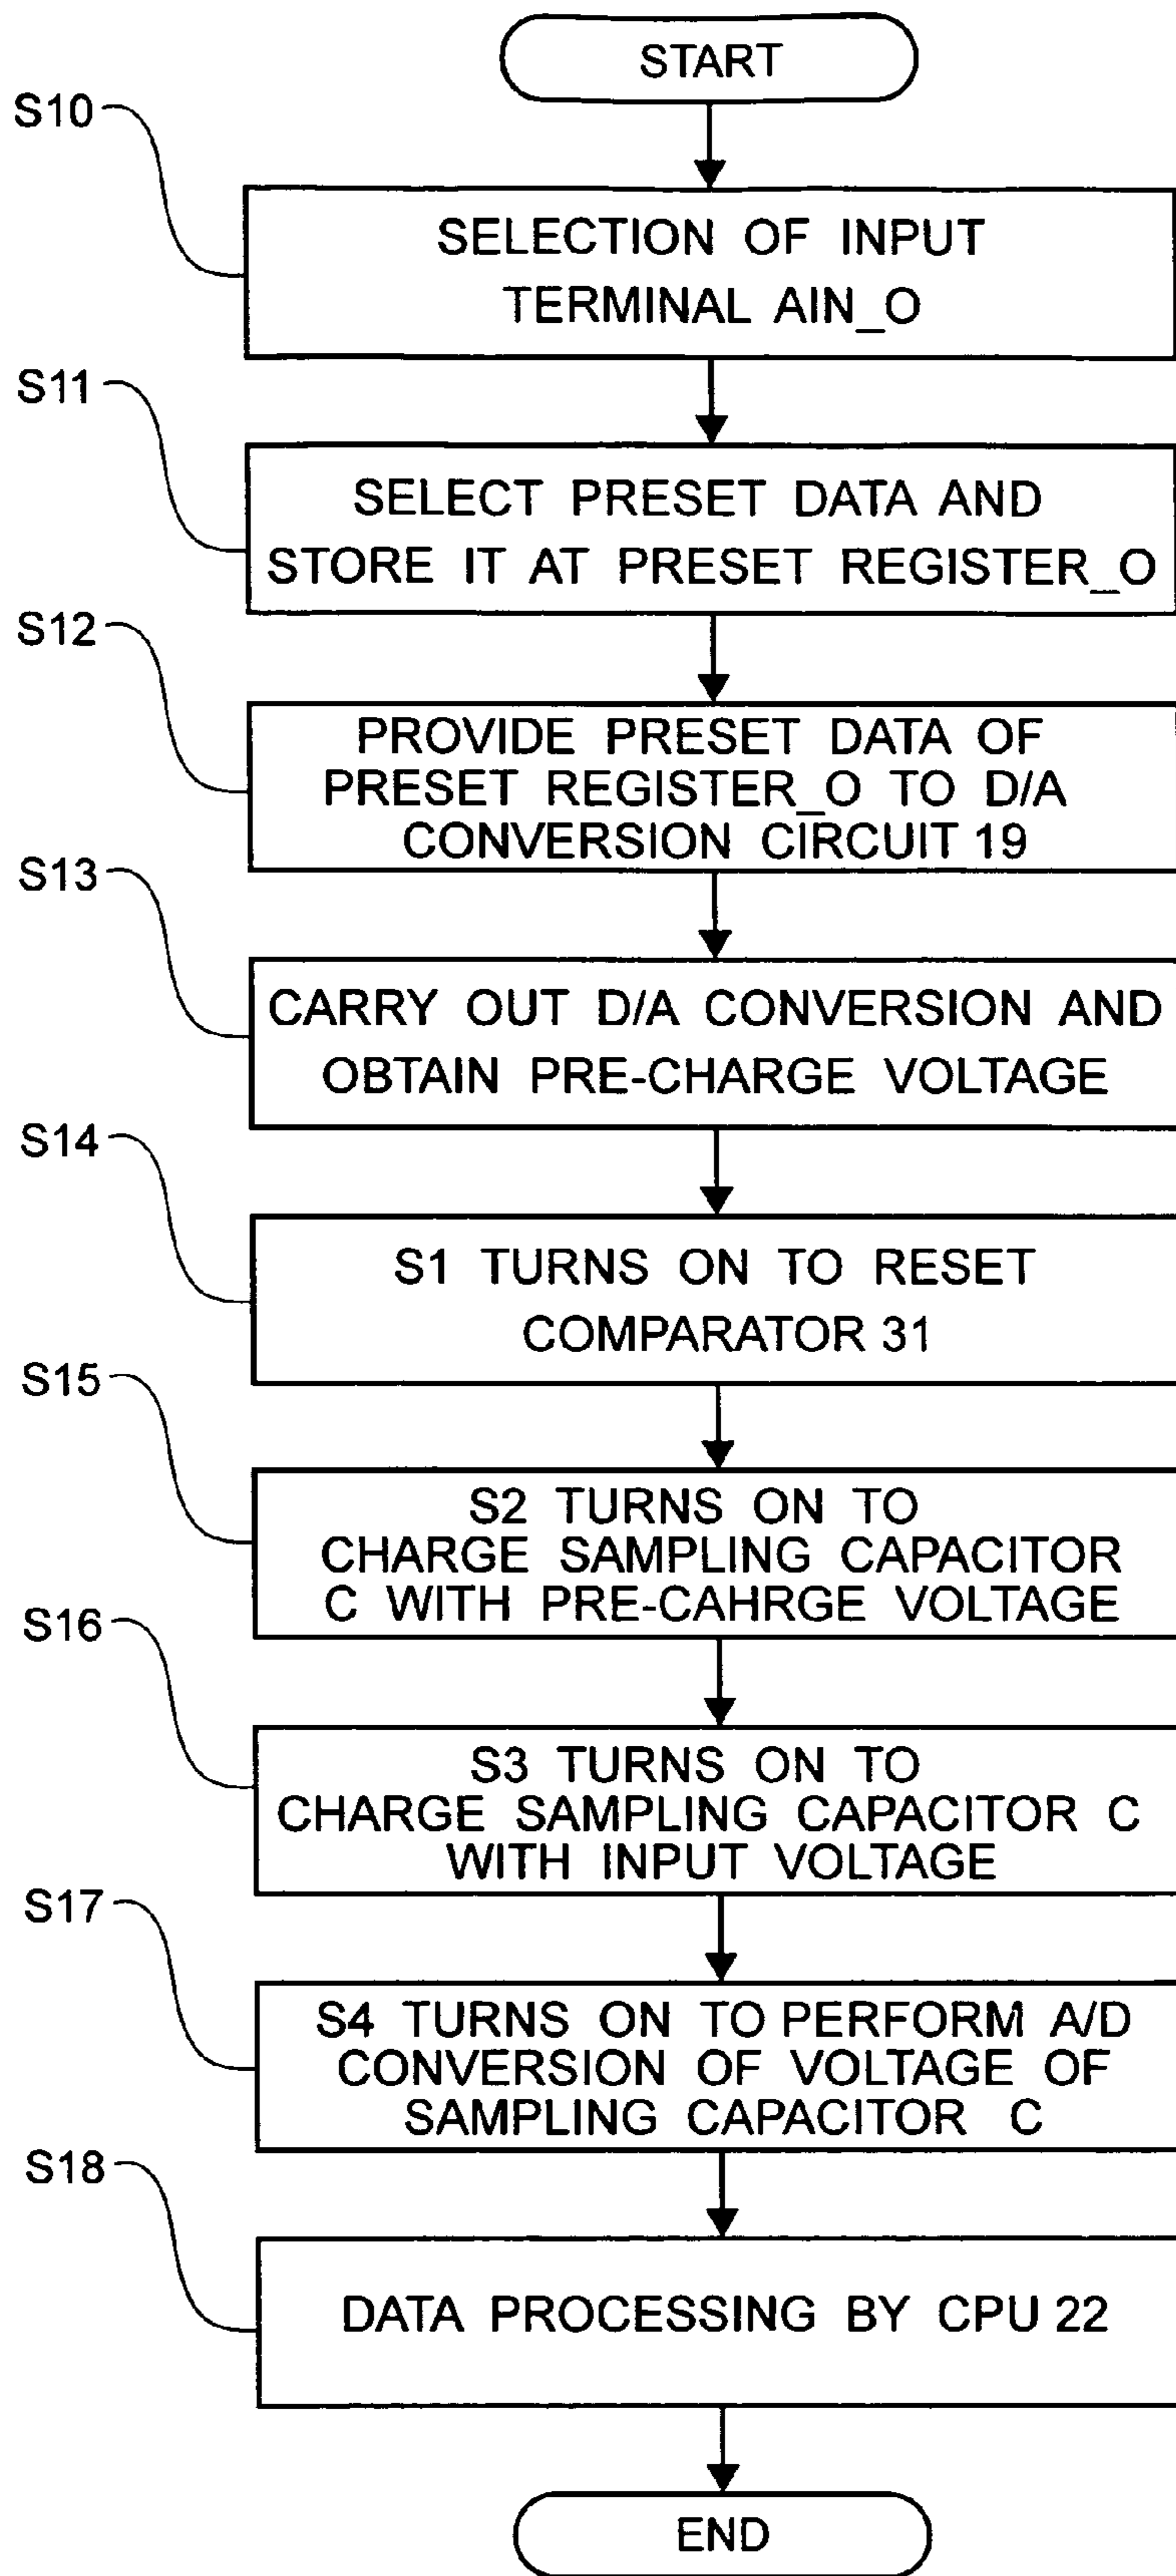 START
S10
SELECTION OF INPUT
TERMINAL AIN_O
S11
SELECT PRESET DATA AND
STORE IT AT PRESET REGISTER_O
S12
PROVIDE PRESET DATA OF
PRESET REGISTER_O TO D/A
CONVERSION CIRCUIT 19
S13
CARRY OUT D/A CONVERSION AND
OBTAIN PRE-CHARGE VOLTAGE
S14
S1 TURNS ON TO RESET
COMPARATOR 31
S15
S2 TURNS ON TO
CHARGE SAMPLING CAPACITOR
C WITH PRE-CAHRGE VOLTAGE
S16
S3 TURNS ON TO
CHARGE SAMPLING CAPACITOR C
WITH INPUT VOLTAGE
S17
S4 TURNS ON TO PERFORM A/D
CONVERSION OF VOLTAGE OF
SAMPLING CAPACITOR C
S18
DATA PROCESSING BY CPU 22
END